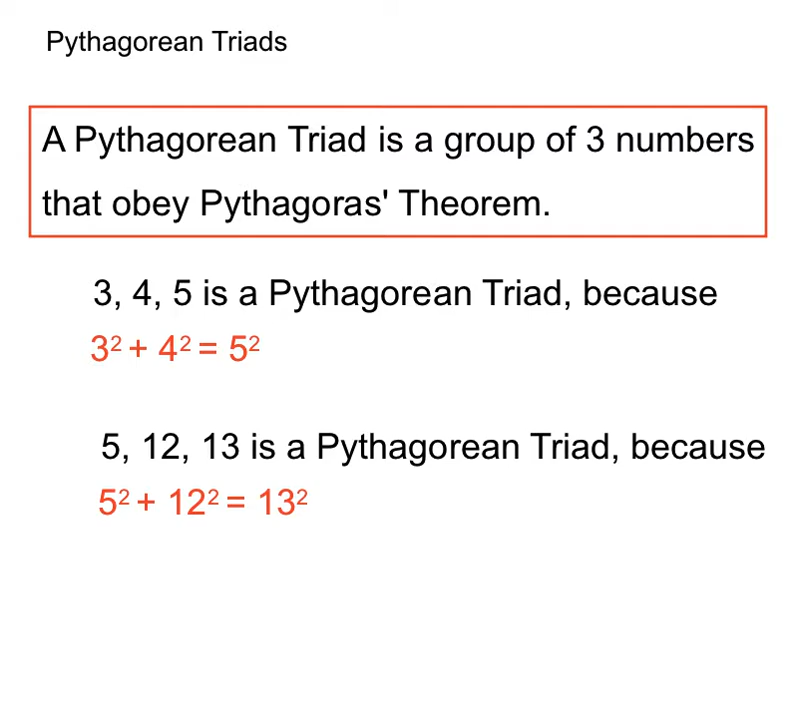 Pythagorean Triads
A Pythagorean Triad is a group of 3 numbers
that obey Pythagoras' Theorem.
3, 4, 5 is a Pythagorean Triad, because
3² + 4² = 5²
5, 12, 13 is a Pythagorean Triad, because
5² + 12² = 13²